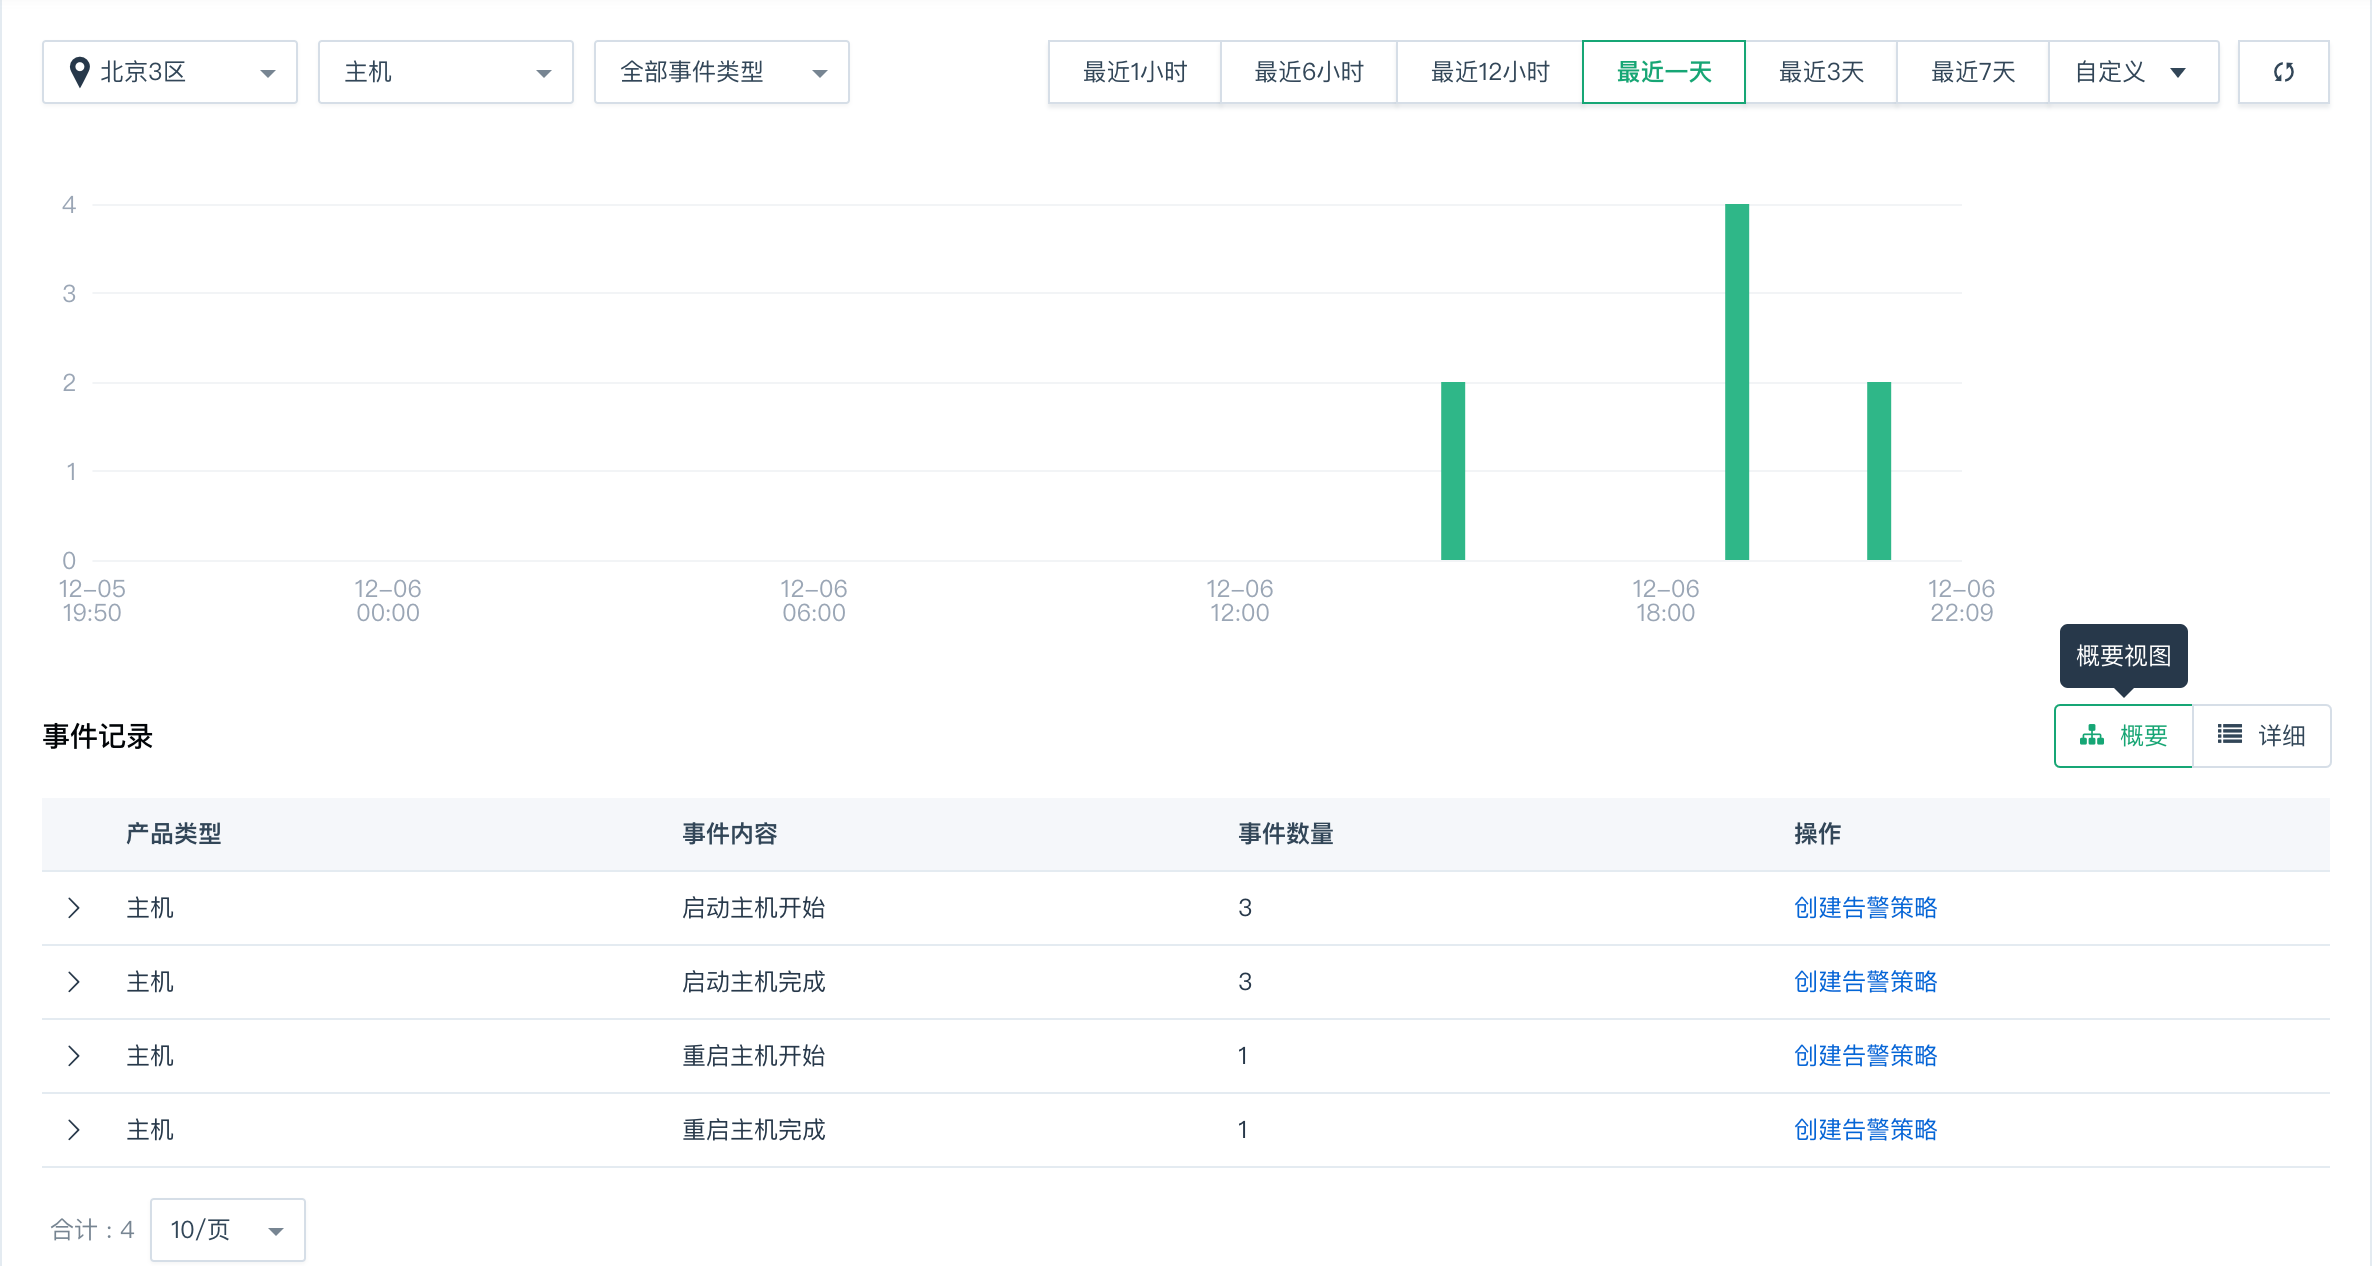 北京3区 主机 全部事件类型 最近1小时 最近6小时 最近12小时 最近一天 最近3天 最近7天 自定义
4
3
2
1
0
12-05 12-06 12-06 12-06 12-06 12-06
19:50 00:00 06:00 12:00 18:00 22:09
概要视图
事件记录 概要 详细
产品类型 事件内容 事件数量 操作
主机 启动主机开始 3 创建告警策略
主机 启动主机完成 3 创建告警策略
主机 重启主机开始 1 创建告警策略
主机 重启主机完成 1 创建告警策略
合计：4 10/页